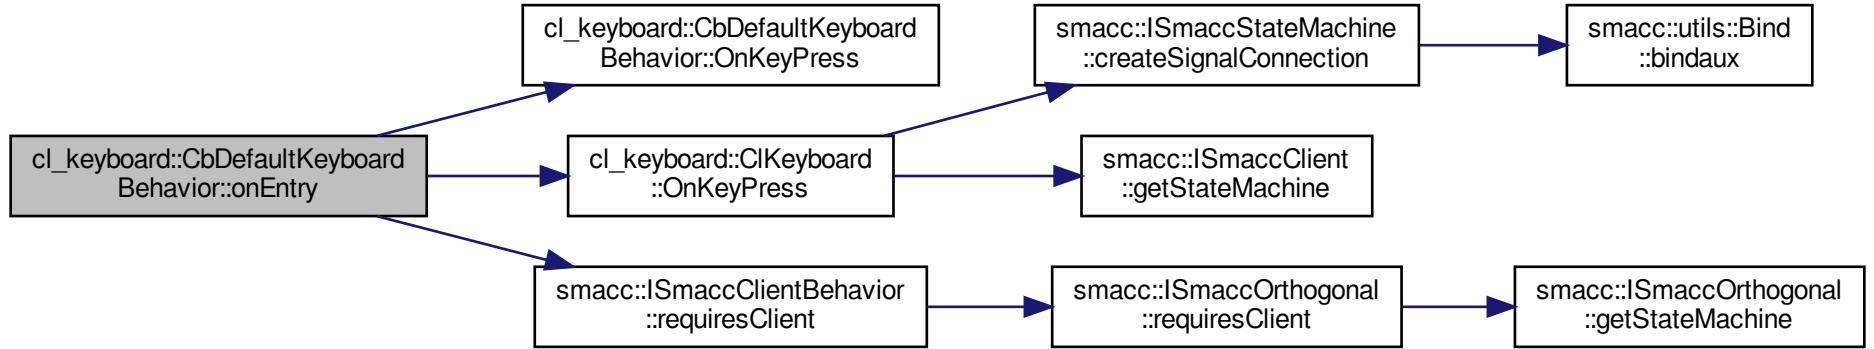 cl_keyboard::CbDefaultKeyboard
Behavior::onEntry
cl_keyboard::CbDefaultKeyboard
Behavior::OnKeyPress
cl_keyboard::ClKeyboard
::OnKeyPress
smacc::ISmaccClientBehavior
::requiresClient
smacc::ISmaccStateMachine
::createSignalConnection
smacc::ISmaccClient
::getStateMachine
smacc::ISmaccOrthogonal
::requiresClient
smacc::utils::Bind
::bindaux
smacc::ISmaccOrthogonal
::getStateMachine